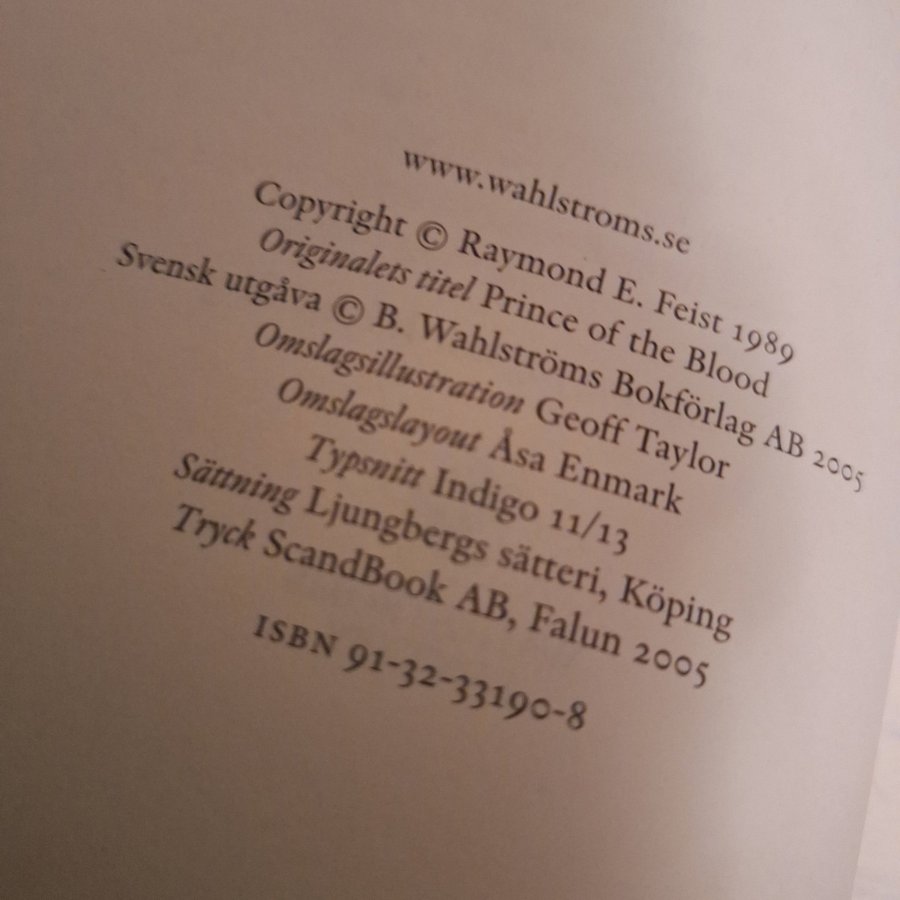 www.wahlstroms.se
Copyright © Raymond E. Feist 1989
Originalets titel Prince of the Blood
Svensk utgåva © B. Wahlströms Bokförlag AB 2005
Omslagsillustration Geoff Taylor
Omslagslayout Åsa Enmark
Typsnitt Indigo 11/13
Sättning Ljungbergs sätteri, Köping
Tryck ScandBook AB, Falun 2005
ISBN 91-32-33190-8